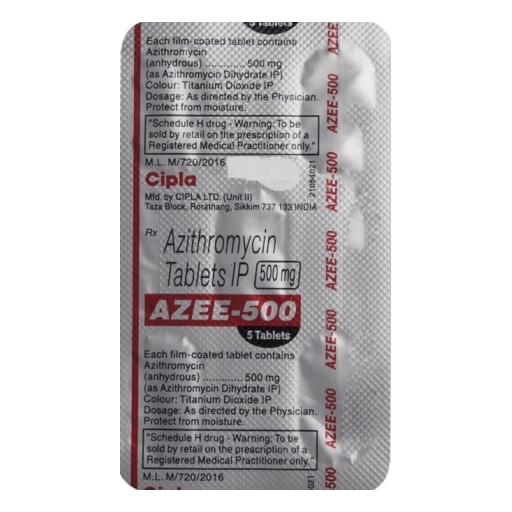 5 Tablets
Each film-coated tablet contains
Azithromycin
(anhydrous) ............ 500 mg
(as Azithromycin Dihydrate IP)
Colour: Titanium Dioxide IP
Dosage: As directed by the Physician.
Protect from moisture.
"Schedule H drug - Warning: To be
sold by retail on the prescription of a
Registered Medical Practitioner only."
M.L. M/720/2016
Cipla
Mfd. by CIPLA LTD. (Unit II)
Taza Block, Rorathang, Sikkim 737 133 INDIA
21084021
Rx
Azithromycin
Tablets IP 500 mg
AZEE-500
5 Tablets
Each film-coated tablet contains
Azithromycin
(anhydrous) ............ 500 mg
(as Azithromycin Dihydrate IP)
Colour: Titanium Dioxide IP
Dosage: As directed by the Physician.
Protect from moisture.
"Schedule H drug - Warning: To be
sold by retail on the prescription of a
Registered Medical Practitioner only."
M.L. M/720/2016
Cipla
021
AZEE
AZEE-500
AZEE-500
AZEE-500
AZEE-500
AZEE-500
500